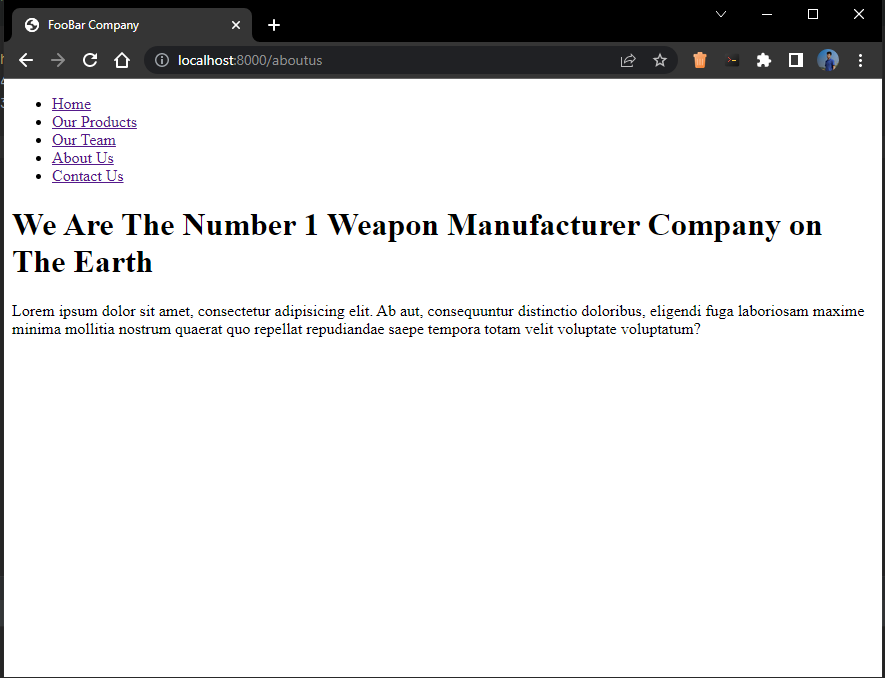 FooBar Company
localhost:8000/aboutus
Home
Our Products
Our Team
About Us
Contact Us
We Are The Number 1 Weapon Manufacturer Company on
The Earth
Lorem ipsum dolor sit amet, consectetur adipisicing elit. Ab aut, consequuntur distinctio doloribus, eligendi fuga laboriosam maxime
minima mollitia nostrum quaerat quo repellat repudiandae saepe tempora totam velit voluptate voluptatum?